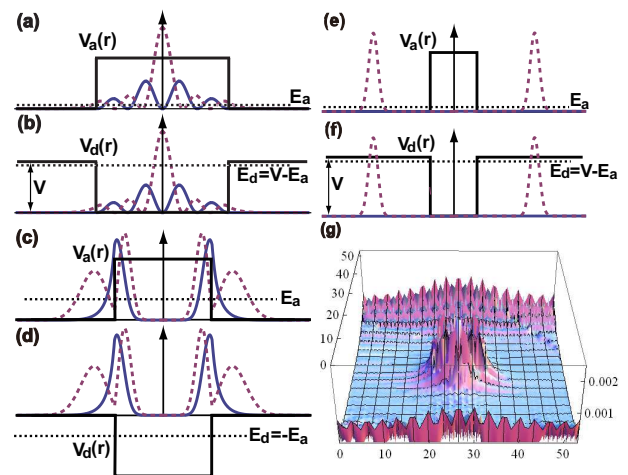 (a)
Va(r)
Ea
(b)
Vd(r)
V
Ed=V-Ea
(c)
Va(r)
Ea
(d)
Vd(r)
Ed=-Ea
(e)
Va(r)
Ea
(f)
Vd(r)
V
Ed=V-Ea
(g)
50
40
30
20
10
0
0.002
0.001
0 10 20 30 40 50